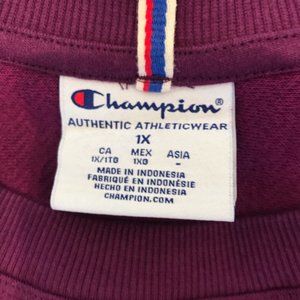 Champion
AUTHENTIC ATHLETICWEAR
1X
CA MEX ASIA
1X/1TG 1XG -
MADE IN INDONESIA
FABRIQUÉ EN INDONÉSIE
HECHO EN INDONESIA
CHAMPION.COM